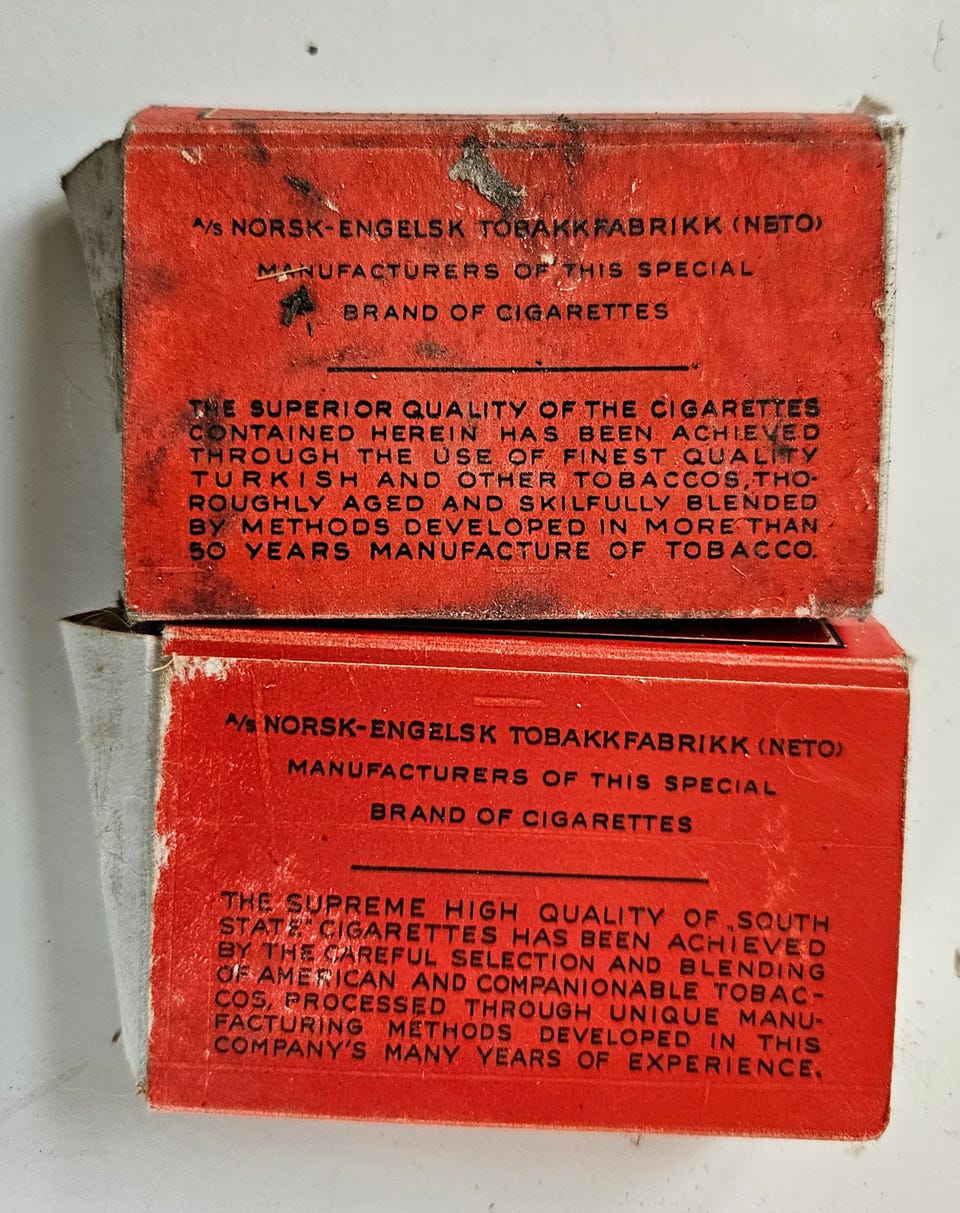 A/s NORSK-ENGELSK TOBAKKFABRIKK (NETO)
MANUFACTURERS OF THIS SPECIAL
BRAND OF CIGARETTES
THE SUPERIOR QUALITY OF THE CIGARETTES
CONTAINED HEREIN HAS BEEN ACHIEVED
THROUGH THE USE OF FINEST QUALITY
TURKISH AND OTHER TOBACCOS, THO-
ROUGHLY AGED AND SKILFULLY BLENDED
BY METHODS DEVELOPED IN MORE THAN
50 YEARS MANUFACTURE OF TOBACCO.
A/s NORSK-ENGELSK TOBAKKFABRIKK (NETO)
MANUFACTURERS OF THIS SPECIAL
BRAND OF CIGARETTES
THE SUPREME HIGH QUALITY OF „SOUTH
STATE" CIGARETTES HAS BEEN ACHIEVED
BY THE CAREFUL SELECTION AND BLENDING
OF AMERICAN AND COMPANIONABLE TOBAC-
COS, PROCESSED THROUGH UNIQUE MANU-
FACTURING METHODS DEVELOPED IN THIS
COMPANY'S MANY YEARS OF EXPERIENCE.